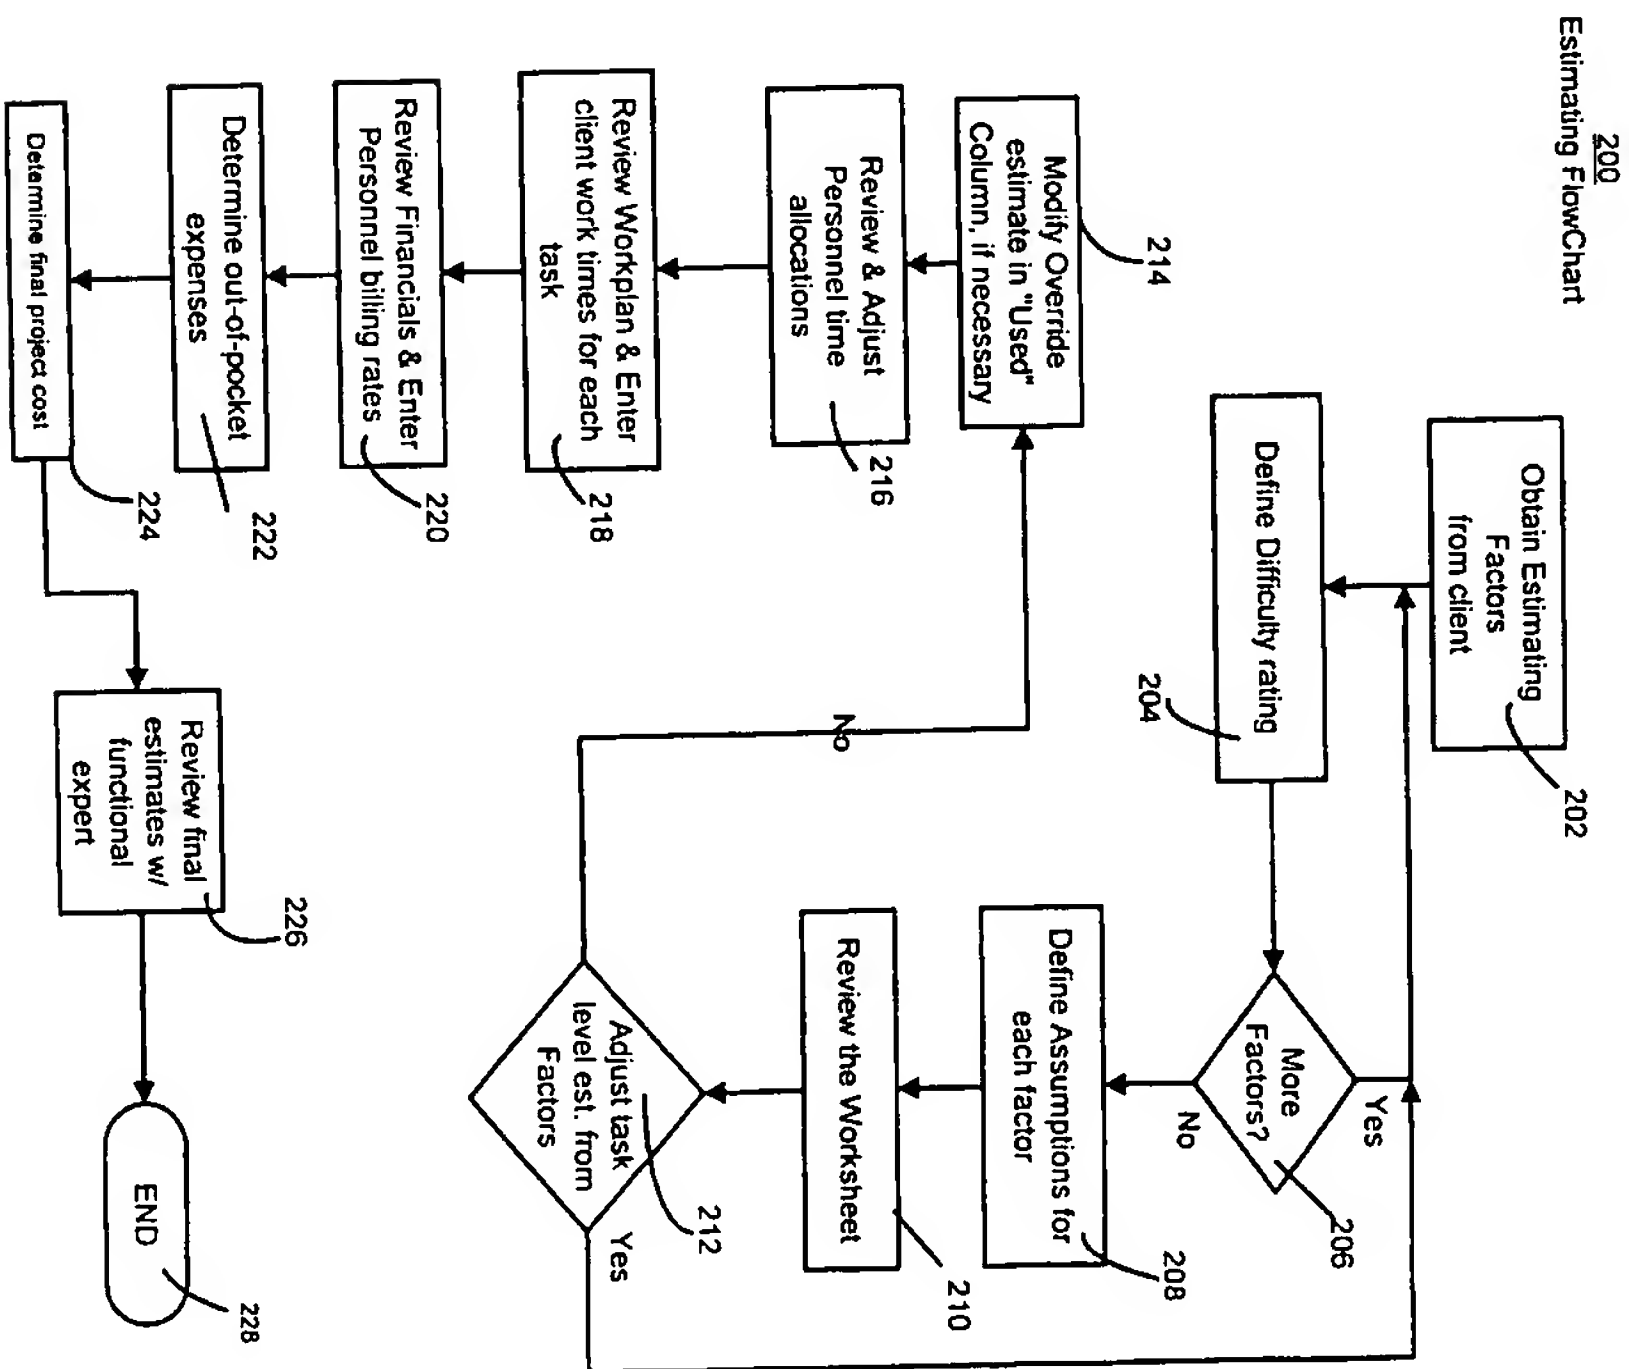 200
Estimating FlowChart
Obtain Estimating
Factors
from client
202
Define Difficulty rating
204
More
Factors?
206
Yes
No
Define Assumptions for
each factor
208
Review the Worksheet
210
Adjust task
level est. from
Factors
212
Yes
No
Modify Override
estimate in "Used"
Column, if necessary
214
Review & Adjust
Personnel time
allocations
216
Review Workplan & Enter
client work times for each
task
218
Review Financials & Enter
Personnel billing rates
220
Determine out-of-pocket
expenses
222
Determine final project cost
224
Review final
estimates w/
functional
expert
226
END
228